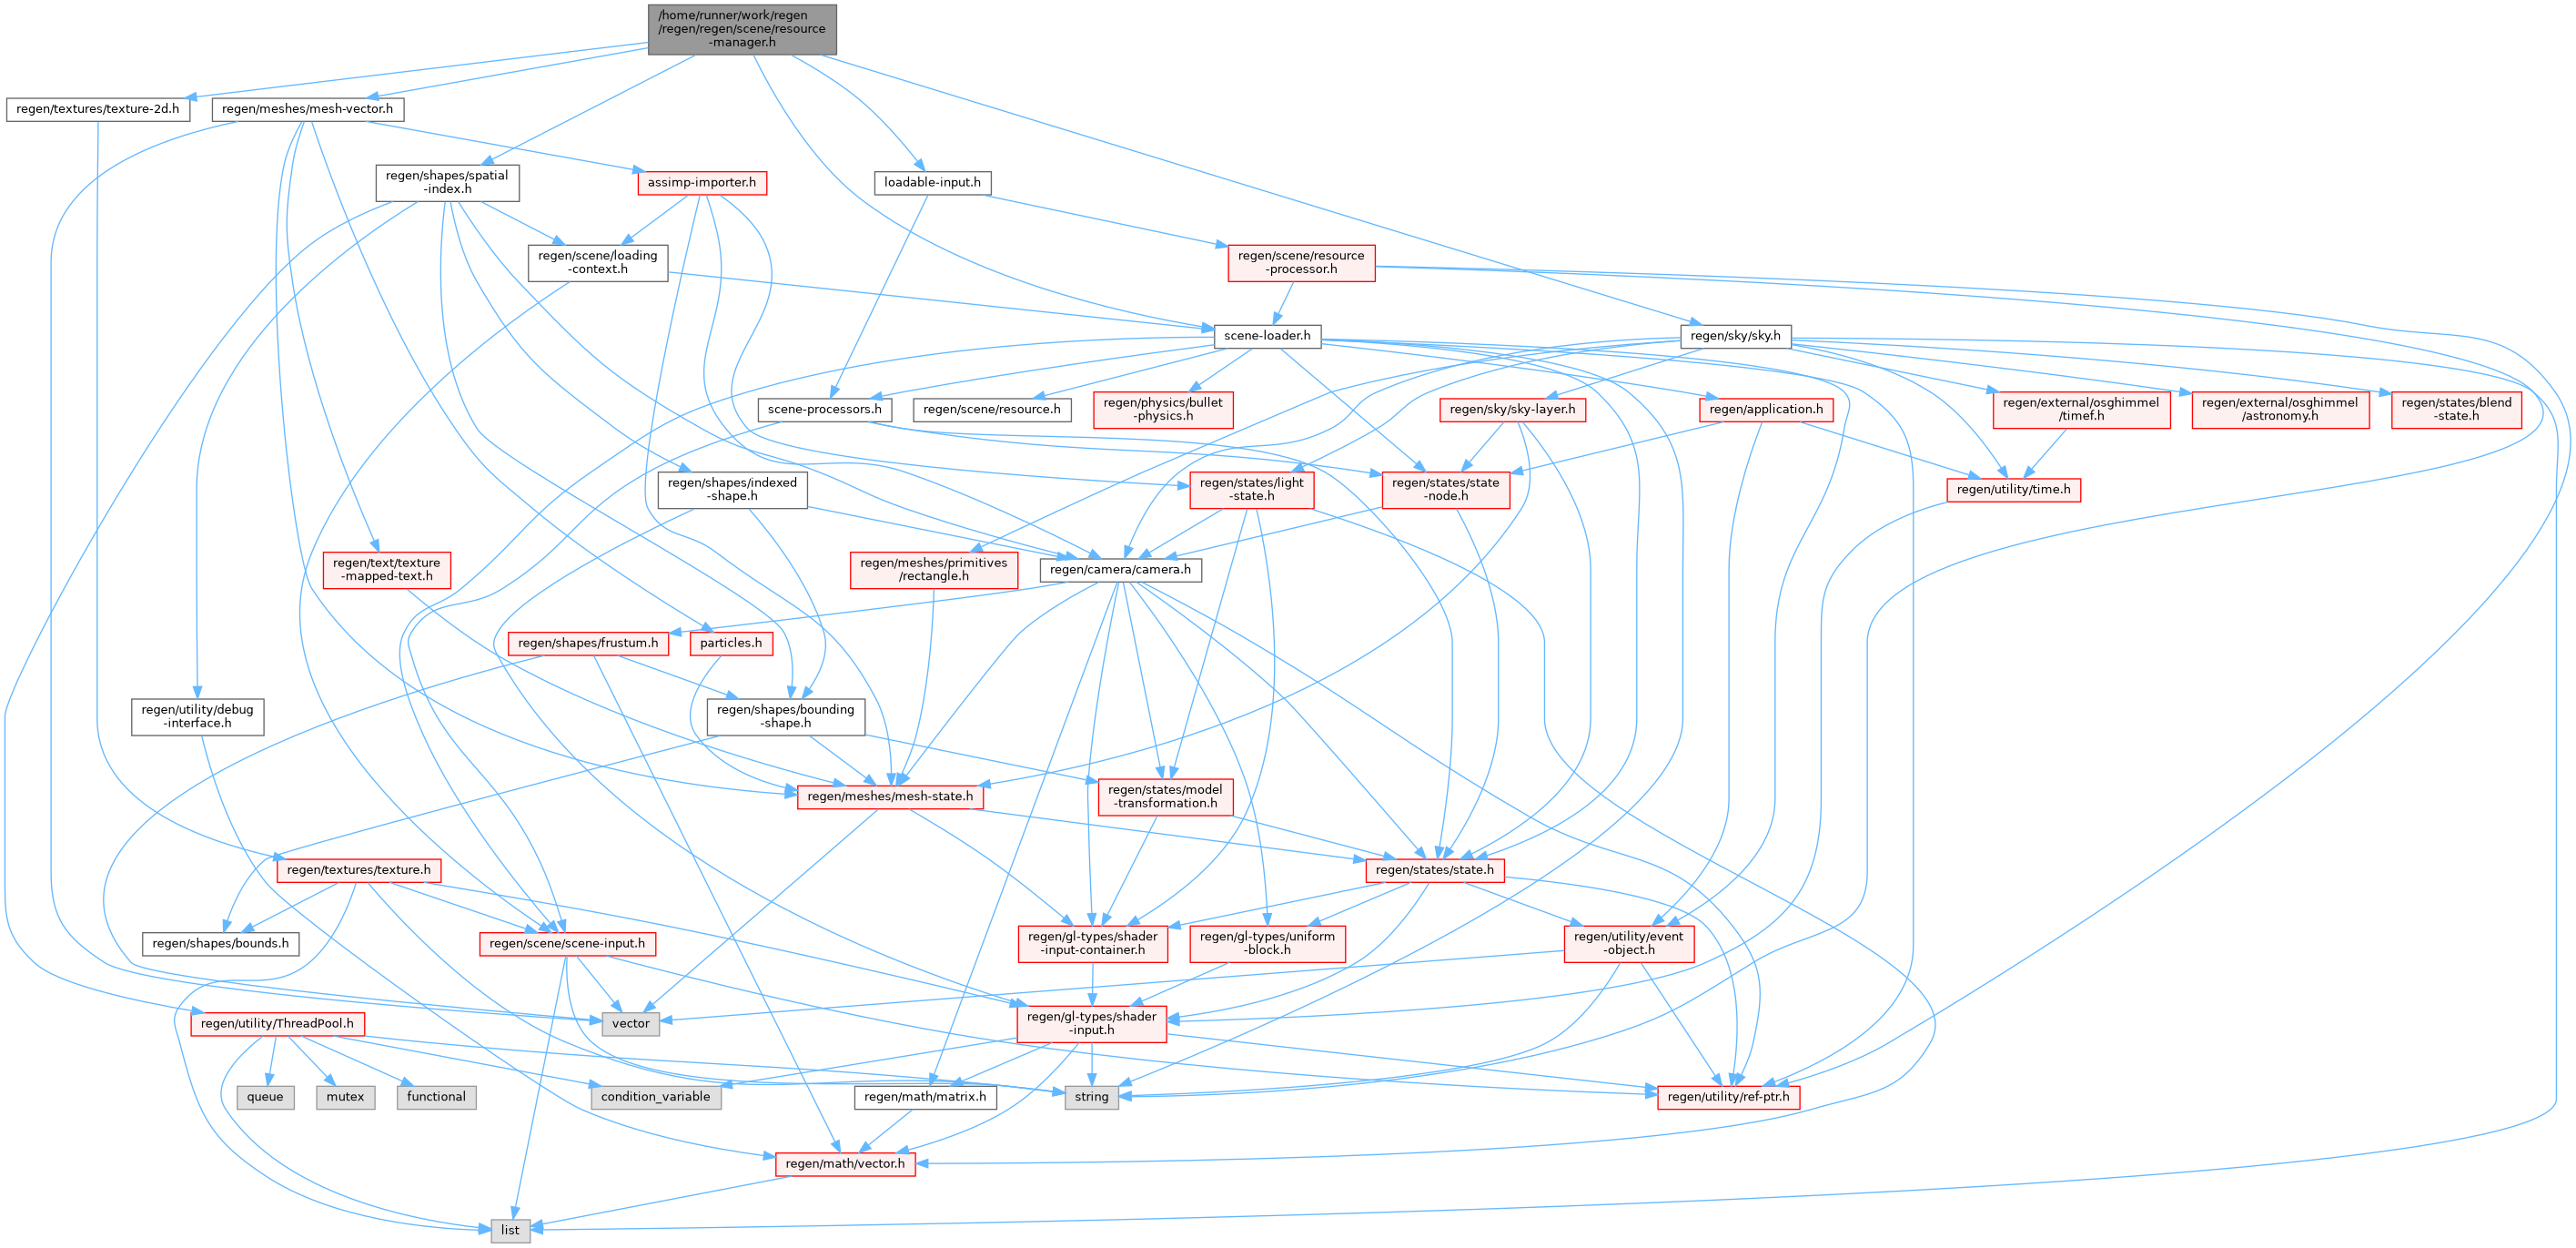 /home/runner/work/regen
/regen/regen/scene/resource
-manager.h
regen/textures/texture-2d.h
regen/meshes/mesh-vector.h
regen/shapes/spatial
-index.h
assimp-importer.h
loadable-input.h
regen/scene/loading
-context.h
regen/scene/resource
-processor.h
scene-loader.h
regen/sky/sky.h
scene-processors.h
regen/scene/resource.h
regen/physics/bullet
-physics.h
regen/sky/sky-layer.h
regen/application.h
regen/external/osghimmel
/timef.h
regen/external/osghimmel
/astronomy.h
regen/states/blend
-state.h
regen/shapes/indexed
-shape.h
regen/states/light
-state.h
regen/states/state
-node.h
regen/utility/time.h
regen/text/texture
-mapped-text.h
regen/meshes/primitives
/rectangle.h
regen/camera/camera.h
regen/shapes/frustum.h
particles.h
regen/utility/debug
-interface.h
regen/shapes/bounding
-shape.h
regen/meshes/mesh-state.h
regen/states/model
-transformation.h
regen/textures/texture.h
regen/states/state.h
regen/shapes/bounds.h
regen/scene/scene-input.h
regen/gl-types/shader
-input-container.h
regen/gl-types/uniform
-block.h
regen/utility/event
-object.h
regen/utility/ThreadPool.h
vector
regen/gl-types/shader
-input.h
queue
mutex
functional
condition_variable
regen/math/matrix.h
string
regen/utility/ref-ptr.h
regen/math/vector.h
list